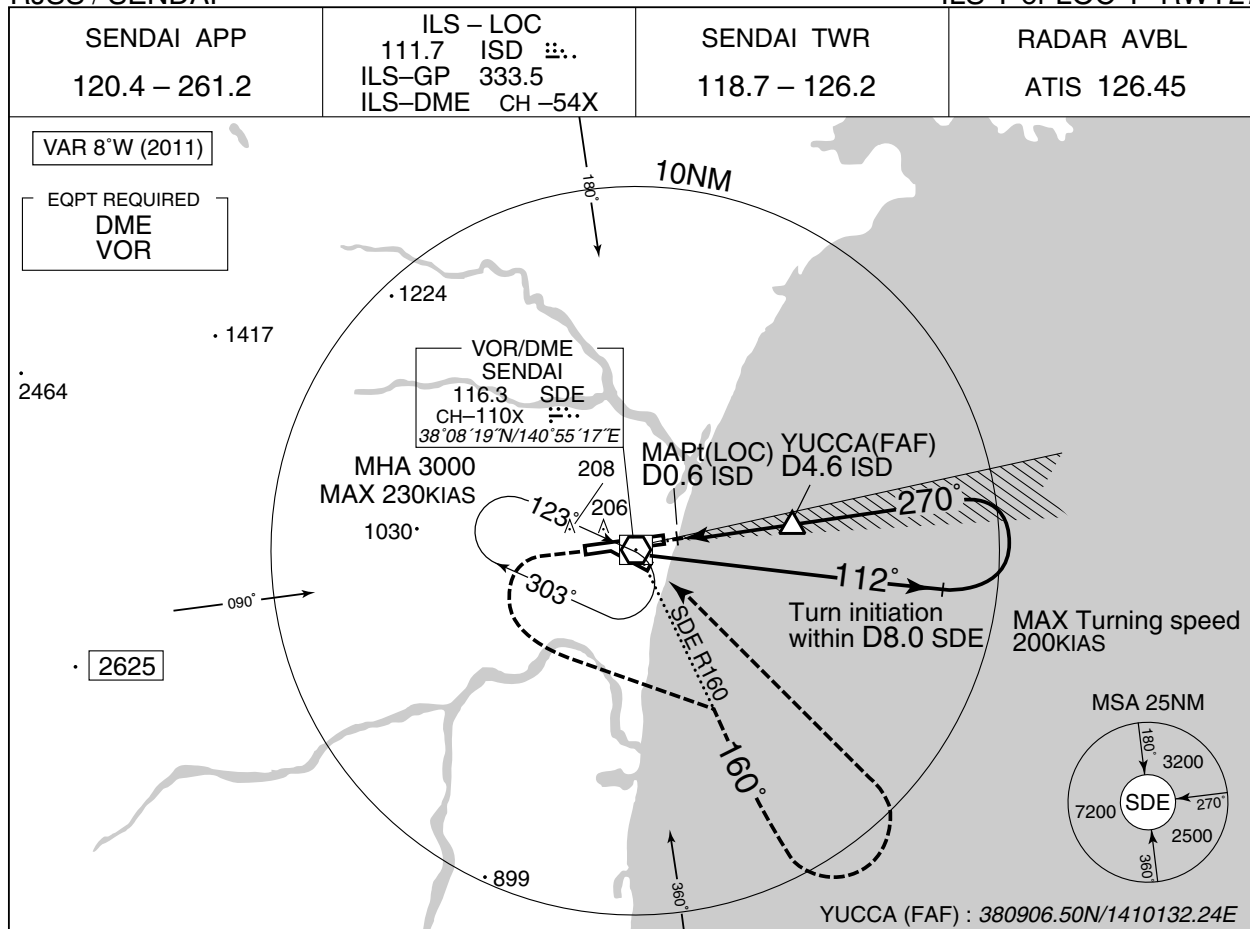 RJSS / SENDAI
SENDAI APP
120.4 – 261.2
ILS – LOC
111.7 ISD
ILS–GP 333.5
ILS–DME CH –54X
SENDAI TWR
118.7 – 126.2
RADAR AVBL
ATIS 126.45
VAR 8°W (2011)
EQPT REQUIRED
DME
VOR
180°
10NM
1224
1417
2464
VOR/DME
SENDAI
116.3 SDE
CH–110X
38°08´19˝N/140°55´17˝E
MHA 3000
MAX 230KIAS
1030
208
206
123°
303°
MAPt(LOC)
D0.6 ISD
YUCCA(FAF)
D4.6 ISD
270°
112°
Turn initiation
within D8.0 SDE
MAX Turning speed
200KIAS
090°
2625
SDE R160
160°
899
360°
MSA 25NM
180°
3200
SDE
270°
7200
2500
360°
YUCCA (FAF) : 380906.50N/1410132.24E